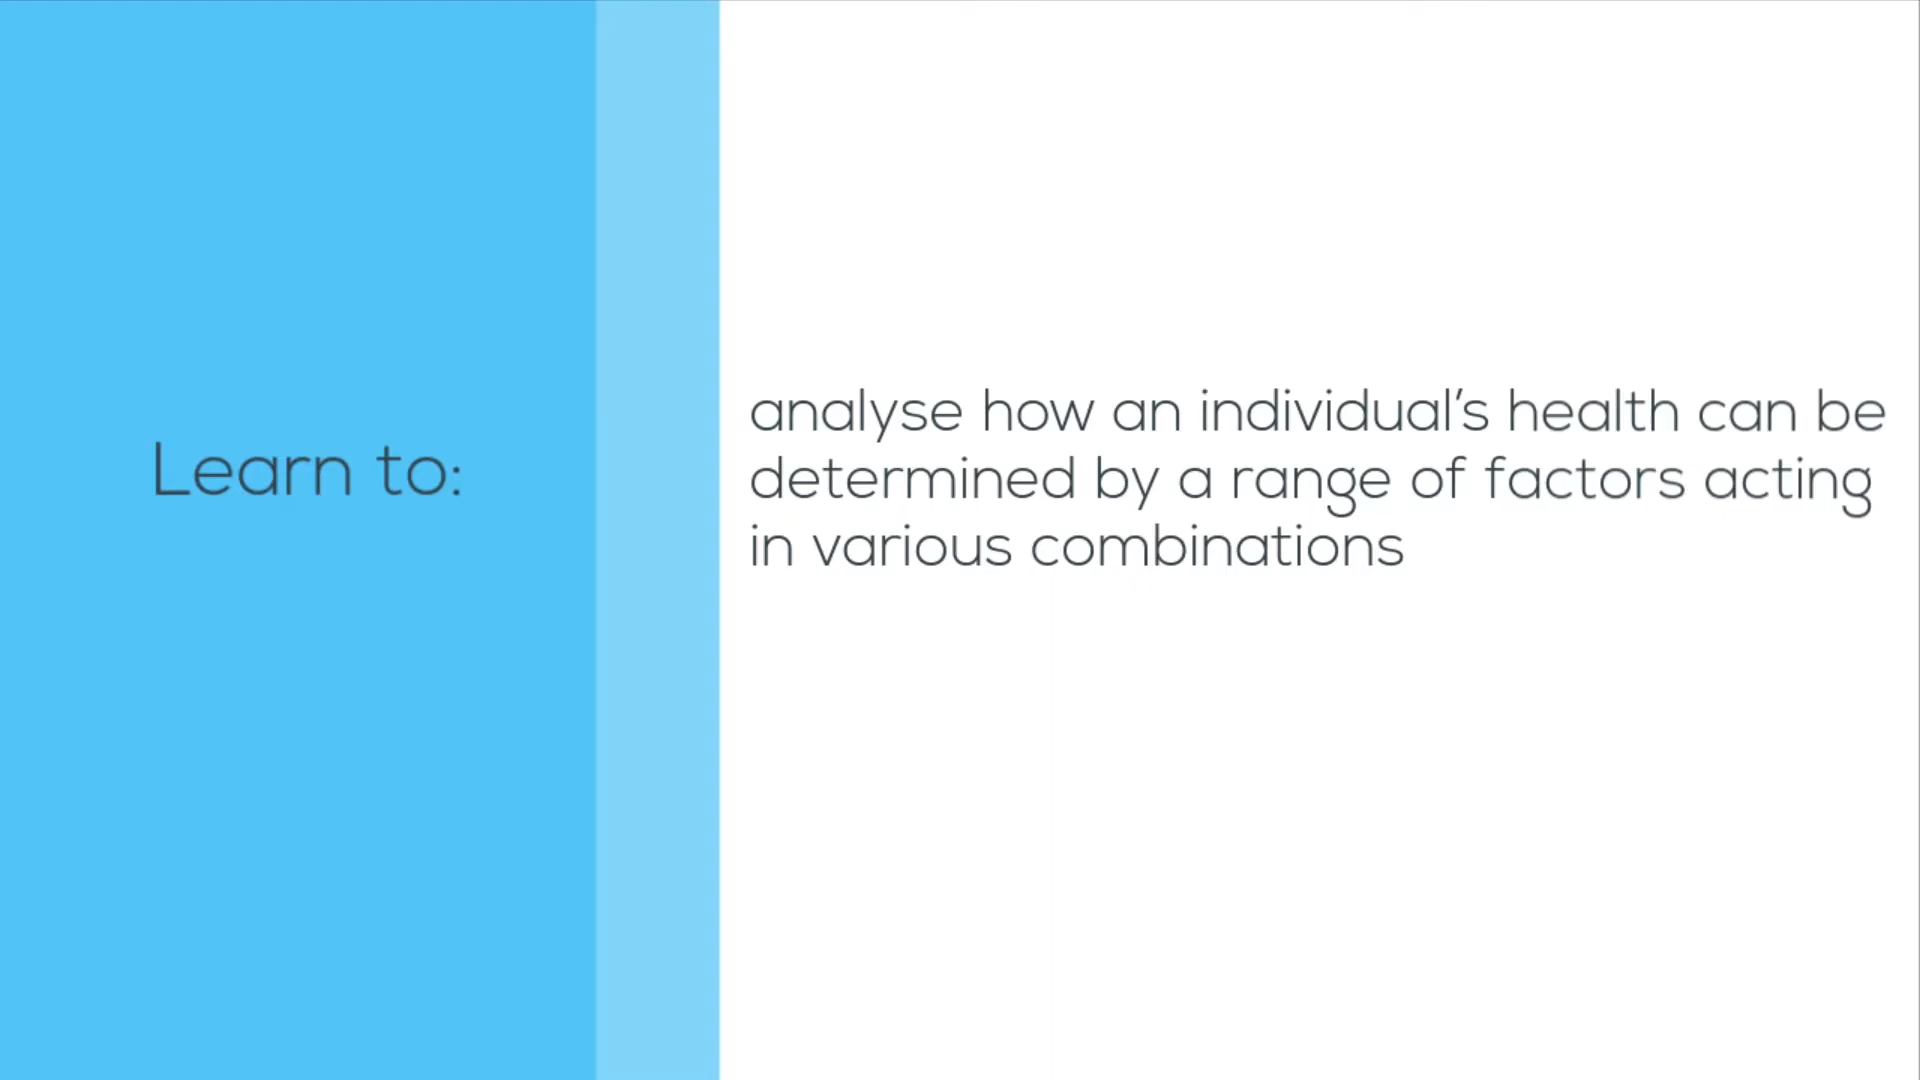 Learn to:
analyse how an individual’s health can be
determined by a range of factors acting
in various combinations